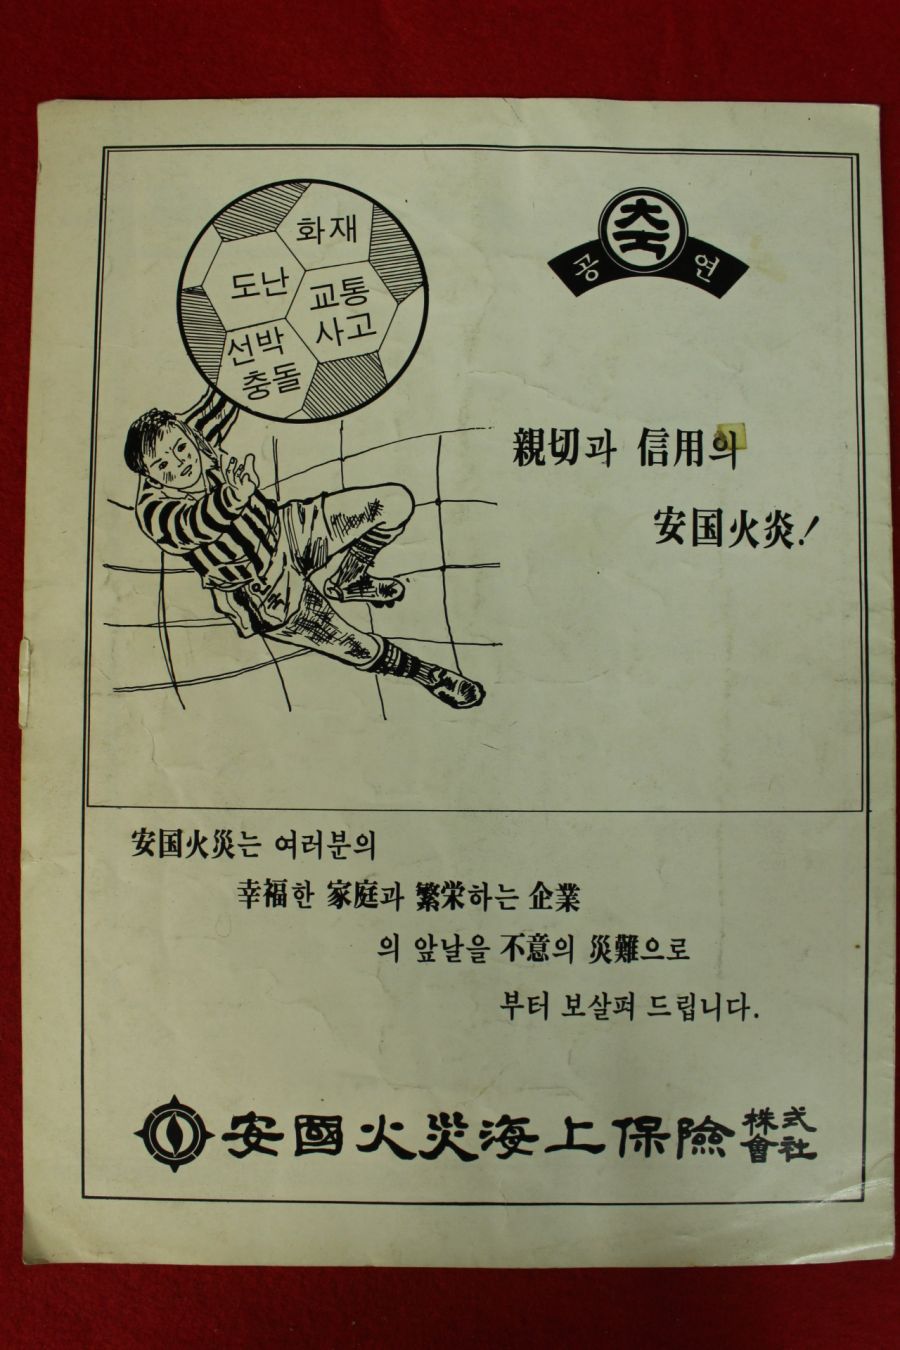 화재
도난
교통
사고
선박
충돌
축
공 연
親切과 信用의
安国火炎!
安国火災는 여러분의
幸福한 家庭과 繁栄하는 企業
의 앞날을 不意의 災難으로
부터 보살펴 드립니다.
安國火災海上保險株式會社